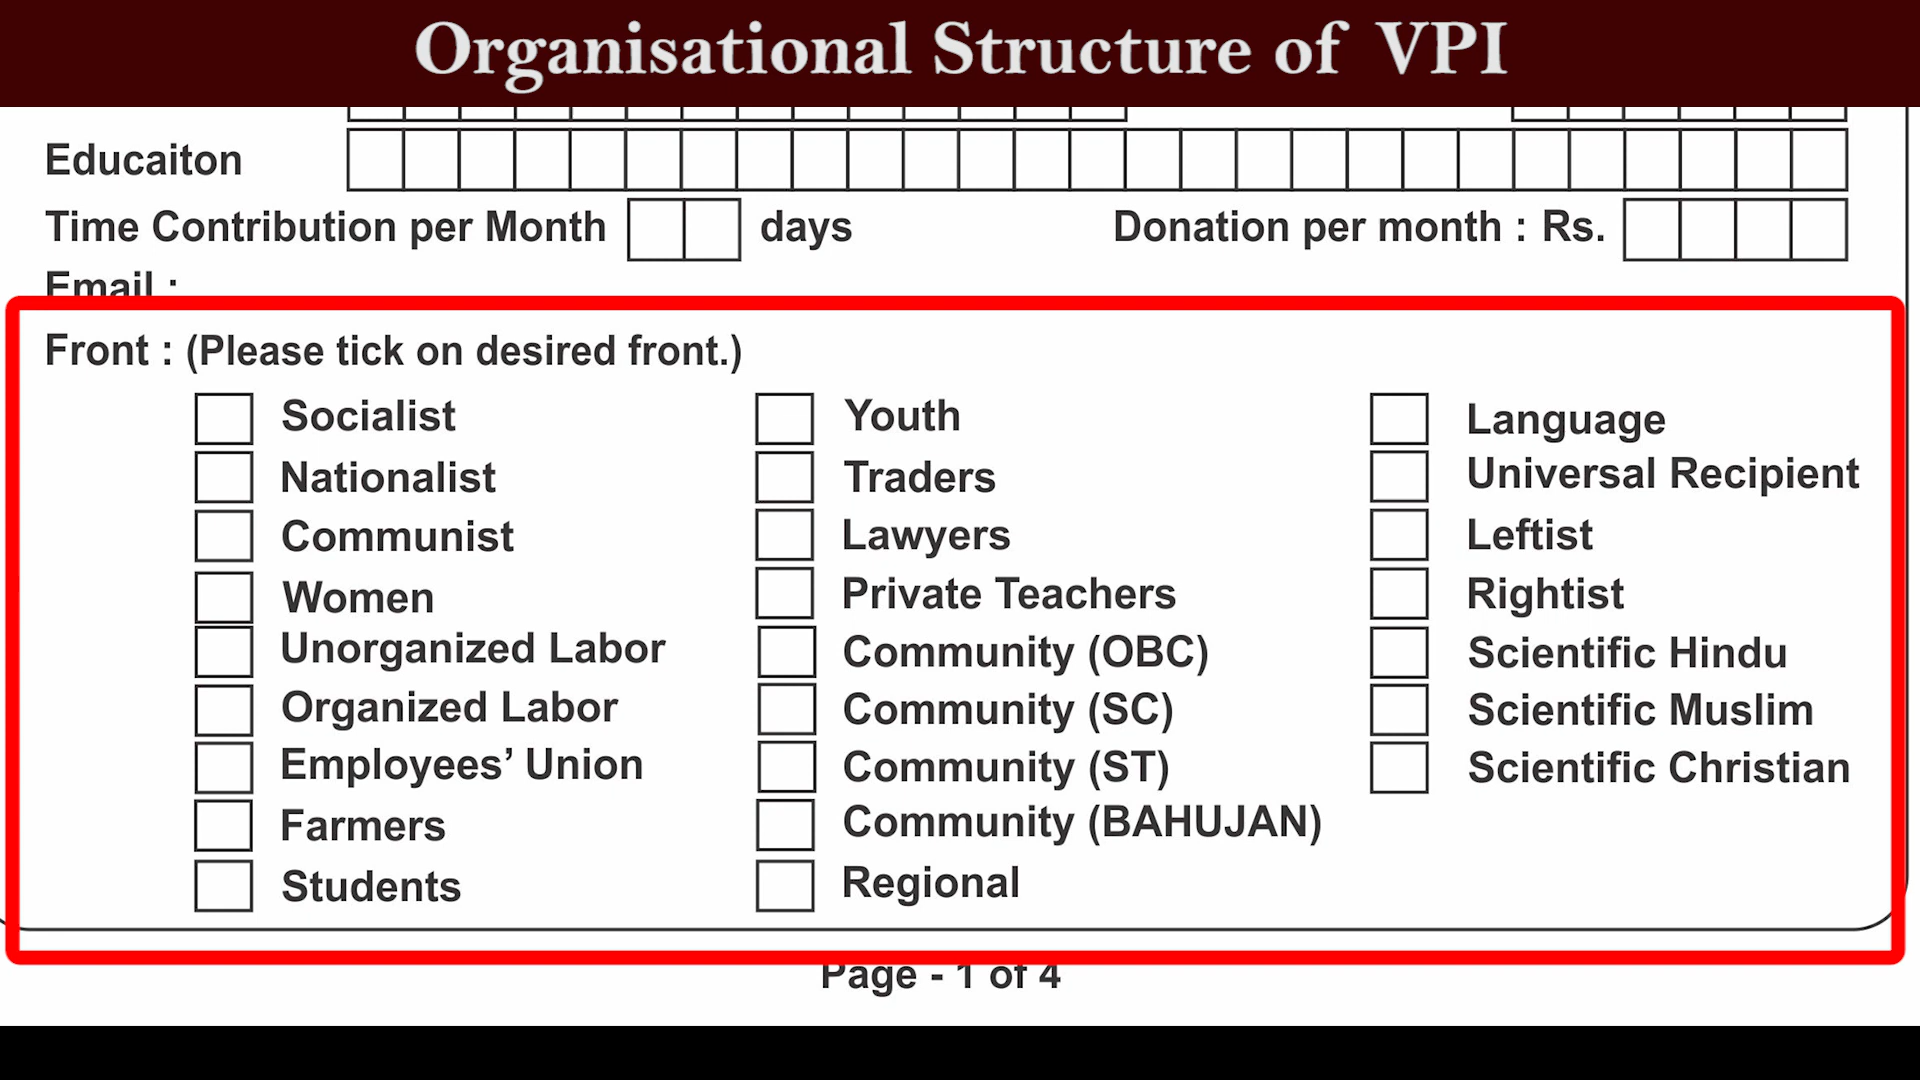 Organisational Structure of VPI
Educaiton
Time Contribution per Month days Donation per month : Rs.
Email :
Front : (Please tick on desired front.)
Socialist Youth Language
Nationalist Traders Universal Recipient
Communist Lawyers Leftist
Women Private Teachers Rightist
Unorganized Labor Community (OBC) Scientific Hindu
Organized Labor Community (SC) Scientific Muslim
Employees’ Union Community (ST) Scientific Christian
Farmers Community (BAHUJAN)
Students Regional
Page - 1 of 4